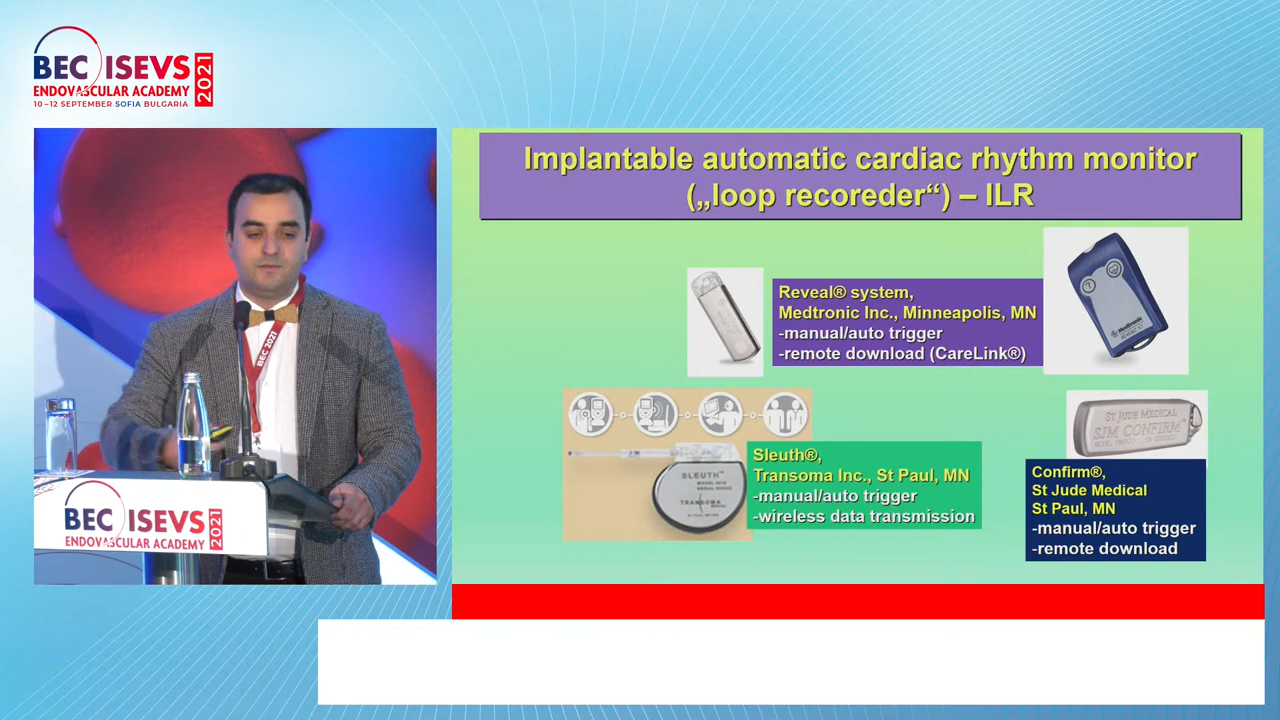 BEC ISEVS 2021
ENDOVASCULAR ACADEMY
10-12 SEPTEMBER SOFIA BULGARIA
Implantable automatic cardiac rhythm monitor
(„loop recoreder“) – ILR
Reveal® system,
Medtronic Inc., Minneapolis, MN
-manual/auto trigger
-remote download (CareLink®)
Medtronic
Sleuth®,
Transoma Inc., St Paul, MN
-manual/auto trigger
-wireless data transmission
SLEUTH™
TRANSOMA
ST JUDE MEDICAL
SJM CONFIRM™
Confirm®,
St Jude Medical
St Paul, MN
-manual/auto trigger
-remote download
BEC 2021
BEC ISEVS 2021
ENDOVASCULAR ACADEMY